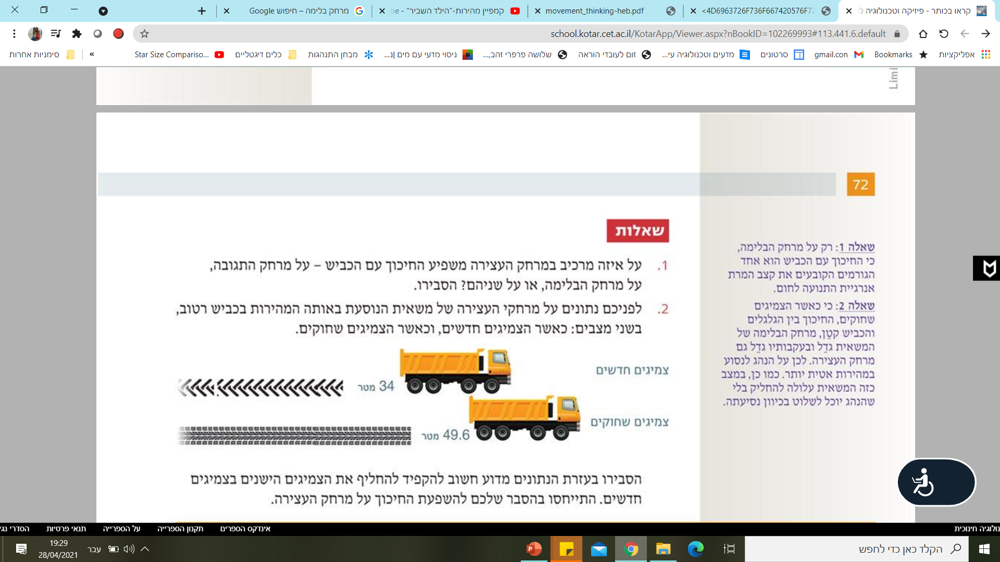 קראו בכותר - פיזיקה וטכנולוגיה
<4D6963726F736F667420576F72
movement_thinking-heb.pdf
קמפיין מהירות-"הילד השביר" - be
מרחק בלימה – חיפוש Google
school.kotar.cet.ac.il/KotarApp/Viewer.aspx?nBookID=102269993#113.441.6.default
אפליקציות
Bookmarks
gmail.con
סרטונים
מדעים וטכנולוגיה עי...
זום לעובדי הוראה
שלושה פרפרי זהב,...
ניסוי מדעי עם מים |נ...
מבחן התנהגות
כלים דיגטליים
Star Size Compariso...
»
סימניות אחרות
Limi
72
שאלות
1. על איזה מרכיב במרחק העצירה משפיע החיכוך עם הכביש – על מרחק התגובה,
על מרחק הבלימה, או על שניהם? הסבירו.
2. לפניכם נתונים על מרחקי העצירה של משאית הנוסעת באותה המהירות בכביש רטוב,
בשני מצבים: כאשר הצמיגים חדשים, וכאשר הצמיגים שחוקים.
צמיגים חדשים
34 מטר
צמיגים שחוקים
49.6 מטר
הסבירו בעזרת הנתונים מדוע חשוב להקפיד להחליף את הצמיגים הישנים בצמיגים
חדשים. התייחסו בהסבר שלכם להשפעת החיכוך על מרחק העצירה.
שאלה 1: רק על מרחק הבלימה,
כי החיכוך עם הכביש הוא אחד
הגורמים הקובעים את קצב המרת
אנרגיית התנועה לחום.
שאלה 2: כי כאשר הצמיגים
שחוקים, החיכוך בין הגלגלים
והכביש קטֵן, מרחק הבלימה של
המשאית גדֵל ובעקבותיו גדֵל גם
מרחק העצירה. לכן על הנהג לנסוע
במהירות אטית יותר. כמו כן, במצב
כזה המשאית עלולה להחליק בלי
שהנהג יוכל לשלוט בכיוון נסיעתה.
נולוגיה חינוכית
אינדקס הספרים
תקנון הספרייה
על הספרייה
תנאי פרטיות
הסדרי נגי
הקלד כאן כדי לחפש
עבר
19:29
28/04/2021